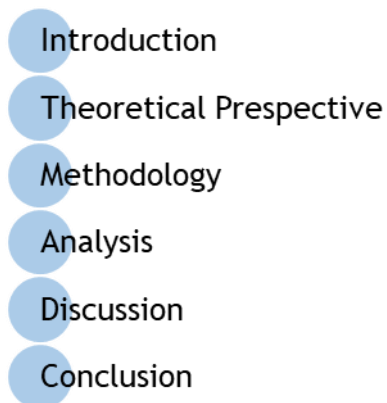 Introduction
Theoretical Prespective
Methodology
Analysis
Discussion
Conclusion